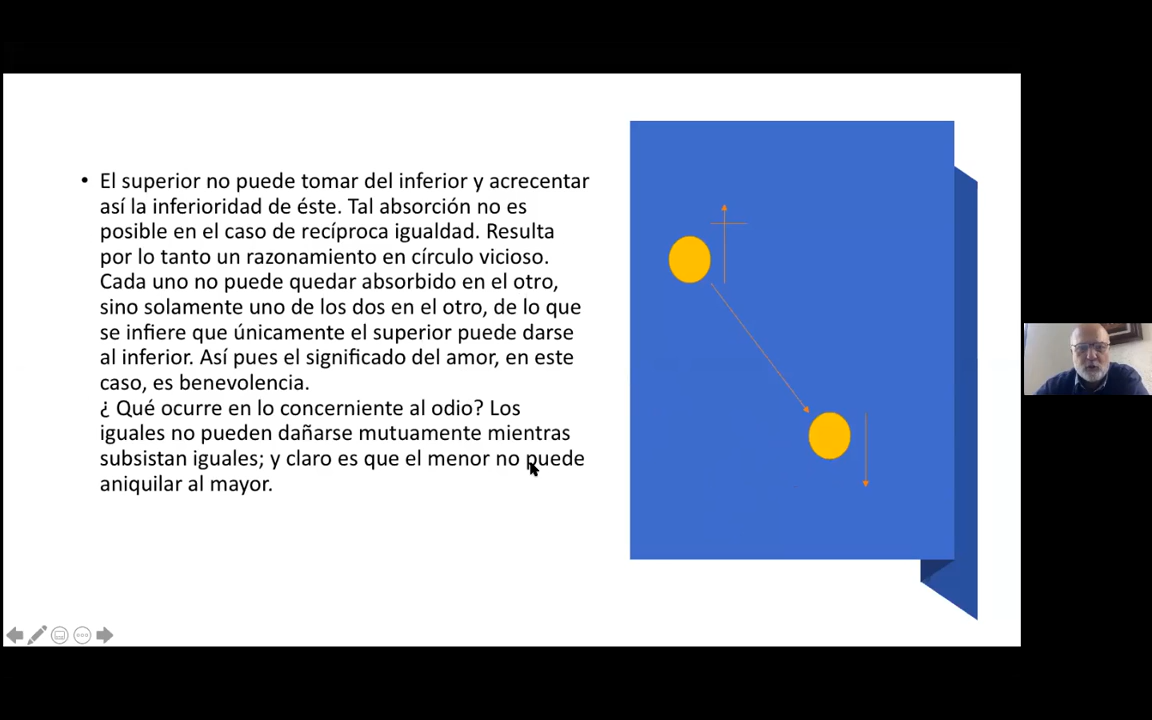 • El superior no puede tomar del inferior y acrecentar
así la inferioridad de éste. Tal absorción no es
posible en el caso de recíproca igualdad. Resulta
por lo tanto un razonamiento en círculo vicioso.
Cada uno no puede quedar absorbido en el otro,
sino solamente uno de los dos en el otro, de lo que
se infiere que únicamente el superior puede darse
al inferior. Así pues el significado del amor, en este
caso, es benevolencia.
¿ Qué ocurre en lo concerniente al odio? Los
iguales no pueden dañarse mutuamente mientras
subsistan iguales; y claro es que el menor no puede
aniquilar al mayor.